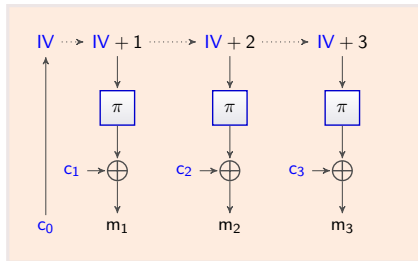 IV IV + 1 IV + 2 IV + 3
π π π
c₁ c₂ c₃
c₀ m₁ m₂ m₃